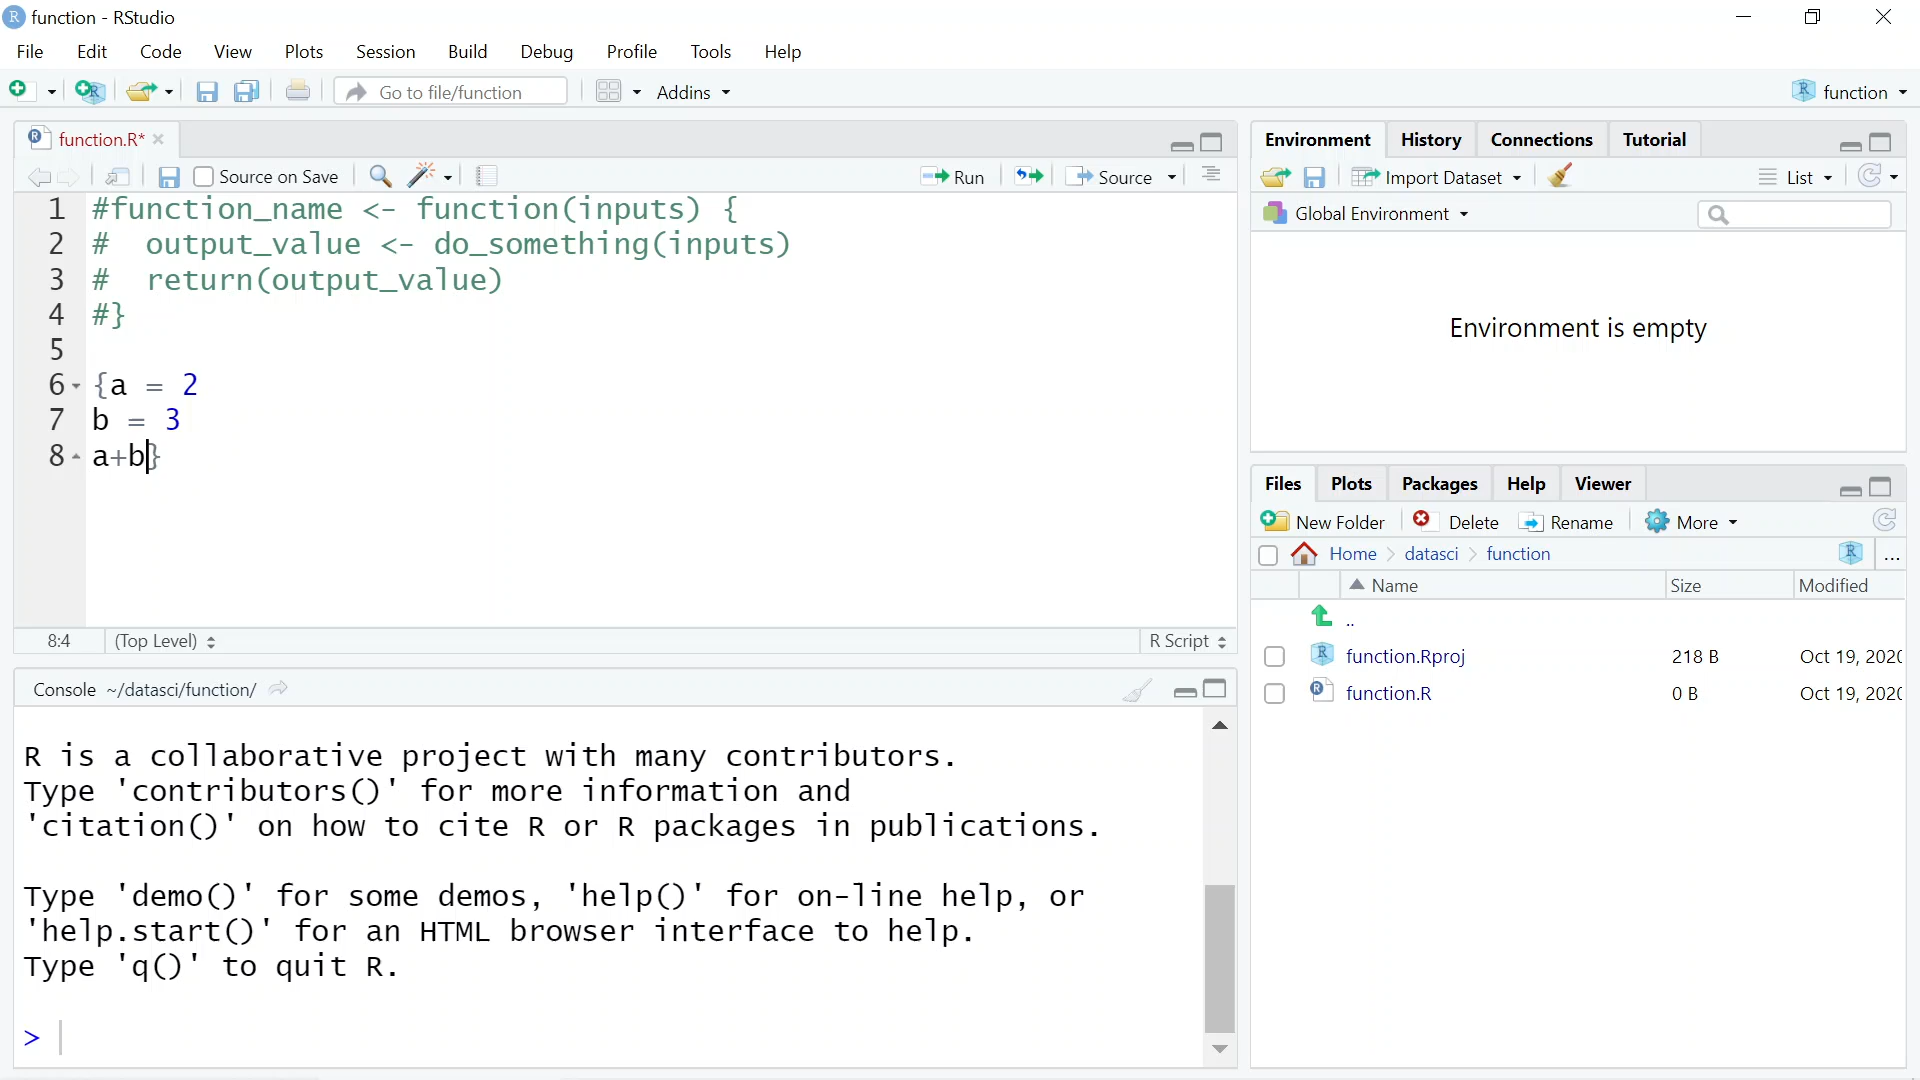 function - RStudio
File Edit Code View Plots Session Build Debug Profile Tools Help
Go to file/function Addins function
function.R*
Source on Save Run Source
1 #function_name <- function(inputs) {
2 #  output_value <- do_something(inputs)
3 #  return(output_value)
4 #}
5
6 {a = 2
7 b = 3
8 a+b}
8:4 (Top Level) R Script
Console ~/datasci/function/
R is a collaborative project with many contributors.
Type 'contributors()' for more information and
'citation()' on how to cite R or R packages in publications.
Type 'demo()' for some demos, 'help()' for on-line help, or
'help.start()' for an HTML browser interface to help.
Type 'q()' to quit R.
>
Environment History Connections Tutorial
Import Dataset List
Global Environment
Environment is empty
Files Plots Packages Help Viewer
New Folder Delete Rename More
Home datasci function ...
Name Size Modified
..
function.Rproj 218 B Oct 19, 202
function.R 0 B Oct 19, 202